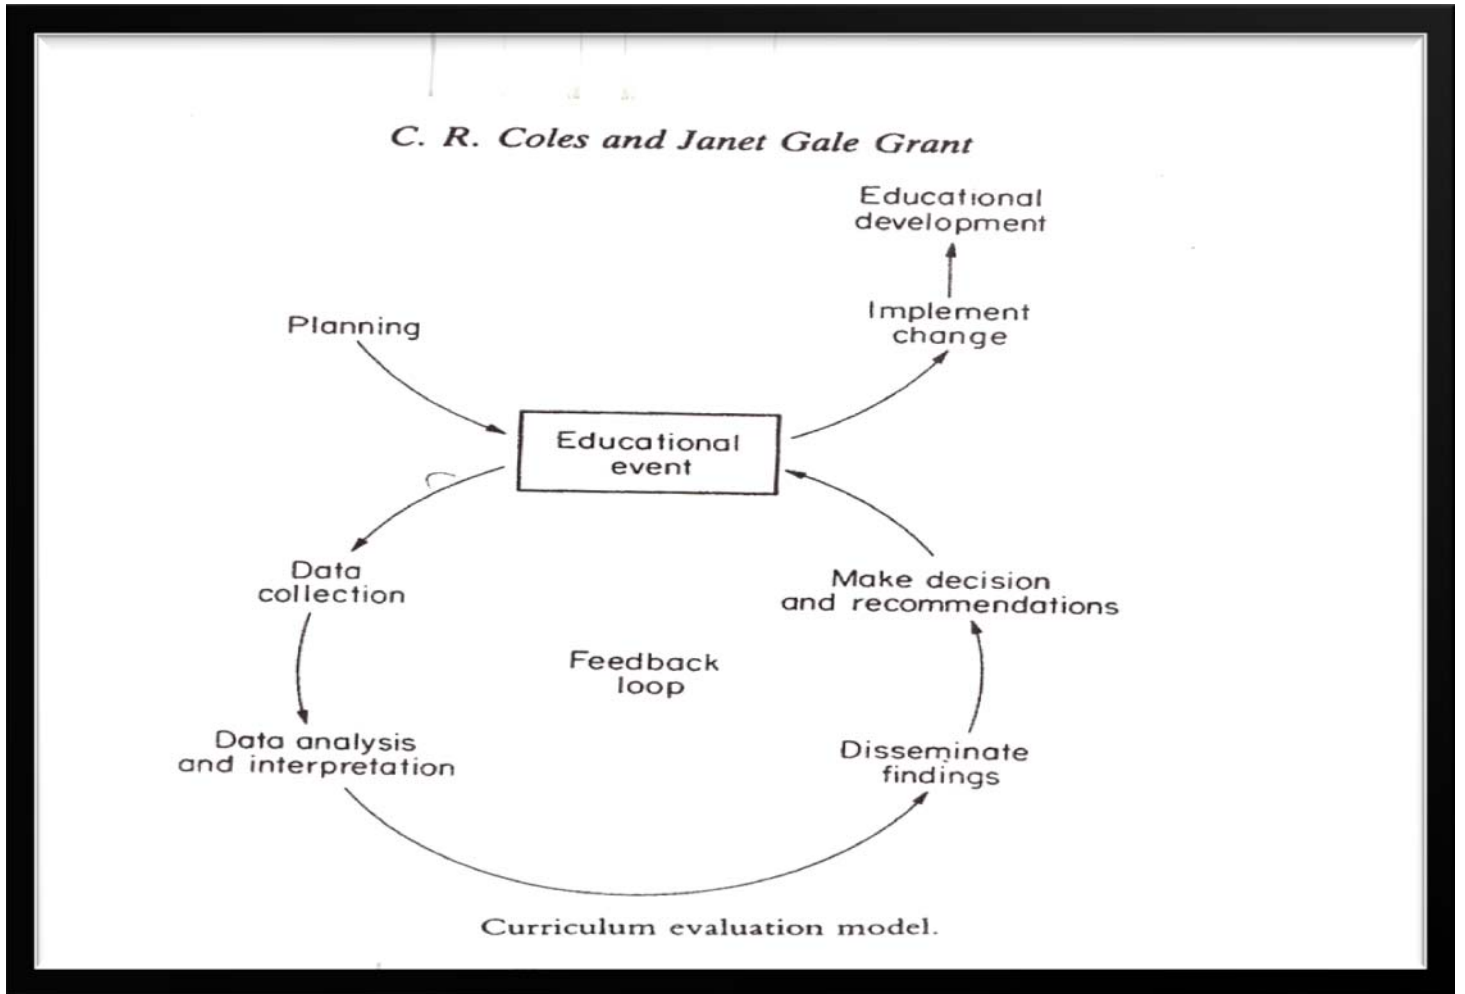 C. R. Coles and Janet Gale Grant
Educational
development
Implement
change
Planning
Educational
event
Data
collection
Make decision
and recommendations
Feedback
loop
Data analysis
and interpretation
Disseminate
findings
Curriculum evaluation model.